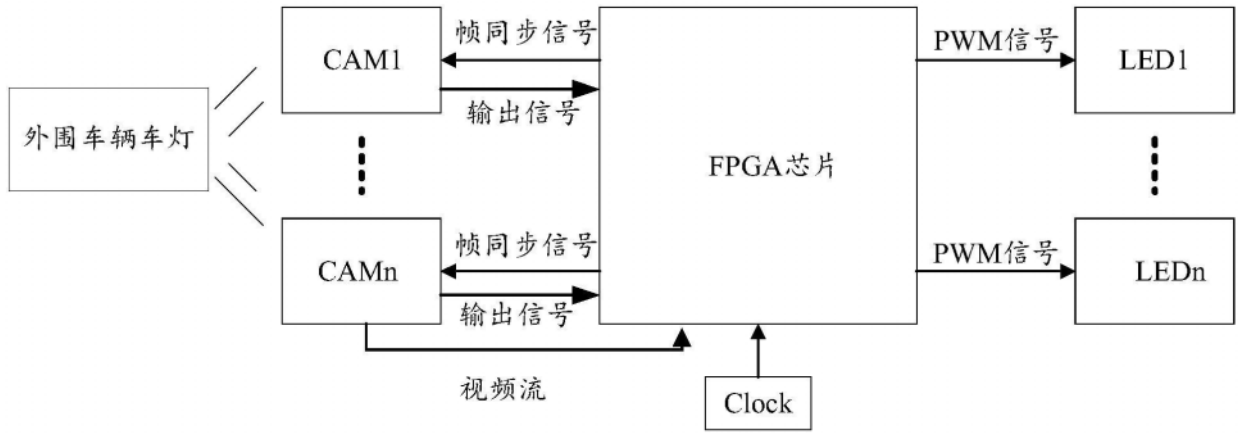 帧同步信号
PWM信号
CAM1
LED1
输出信号
外围车辆车灯
FPGA芯片
帧同步信号
PWM信号
CAMn
LEDn
输出信号
视频流
Clock